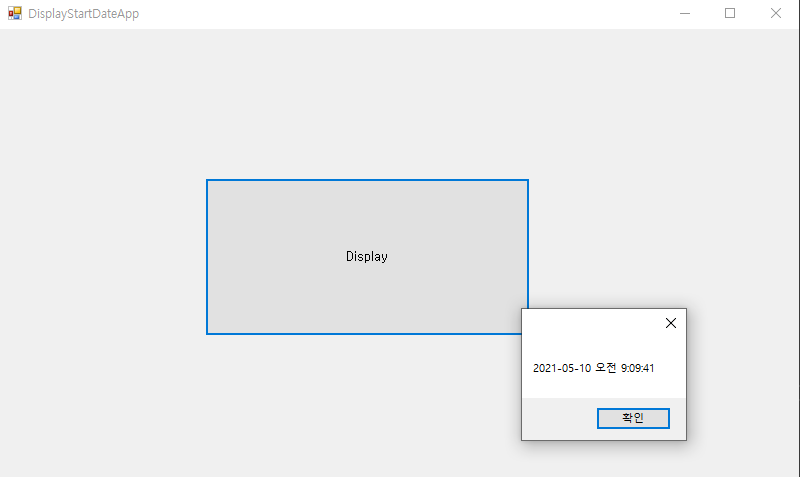 DisplayStartDateApp
Display
2021-05-10 오전 9:09:41
확인